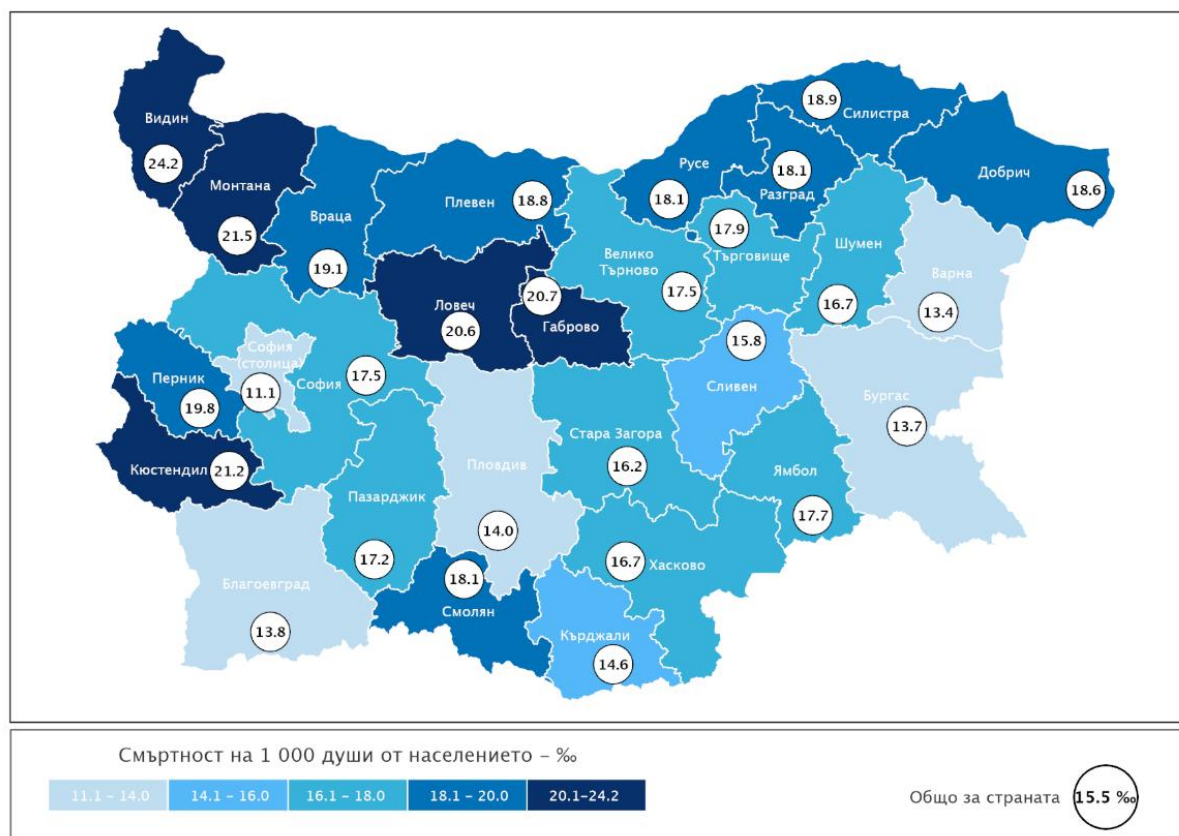 Видин
24.2
Монтана
21.5
Враца
19.1
Плевен
18.8
Ловеч
20.6
20.7
Габрово
Велико
Търново
17.5
Русе
18.1
18.1
Разград
18.9
Силистра
Добрич
18.6
17.9
Търговище
Шумен
16.7
Варна
13.4
София
(столица)
11.1
София
17.5
Перник
19.8
Кюстендил
21.2
Благоевград
13.8
Пазарджик
17.2
Пловдив
14.0
18.1
Смолян
Стара Загора
16.2
15.8
Сливен
Бургас
13.7
Ямбол
17.7
16.7
Хасково
Кърджали
14.6
Смъртност на 1 000 души от населението – ‰
11.1 – 14.0
14.1 – 16.0
16.1 – 18.0
18.1 – 20.0
20.1–24.2
Общо за страната
15.5 ‰